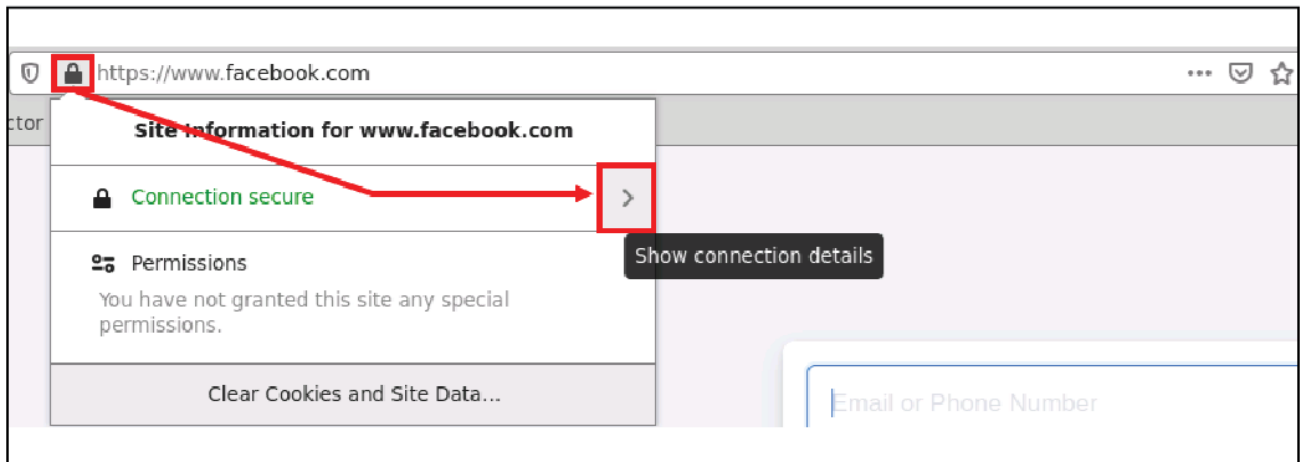 https://www.facebook.com
ctor
Site Information for www.facebook.com
Connection secure
Show connection details
Permissions
You have not granted this site any special
permissions.
Clear Cookies and Site Data...
Email or Phone Number